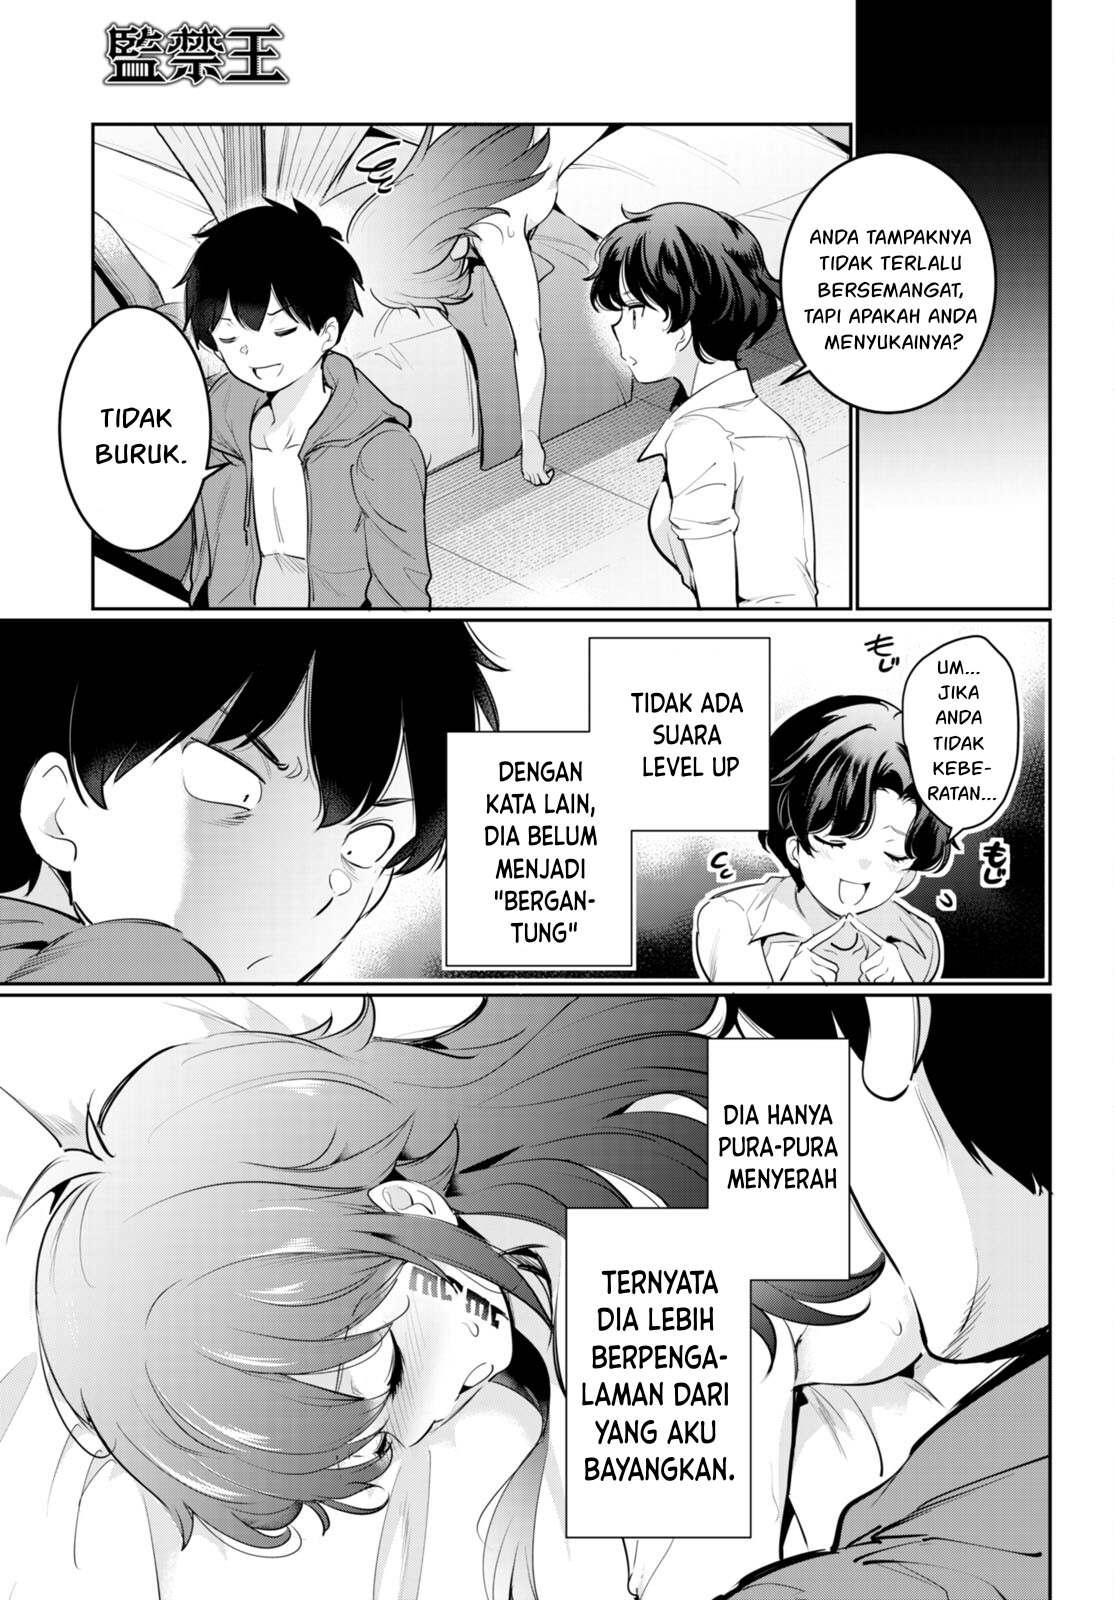 監禁王
ANDA TAMPAKNYA
TIDAK TERLALU
BERSEMANGAT,
TAPI APAKAH ANDA
MENYUKAINYA?
TIDAK
BURUK.
UM...
JIKA
ANDA
TIDAK
KEBE-
RATAN...
もじ
もじ
TIDAK ADA
SUARA
LEVEL UP
DENGAN
KATA LAIN,
DIA BELUM
MENJADI
"BERGAN-
TUNG"
DIA HANYA
PURA-PURA
MENYERAH
TERNYATA
DIA LEBIH
BERPENGA-
LAMAN DARI
YANG AKU
BAYANGKAN.